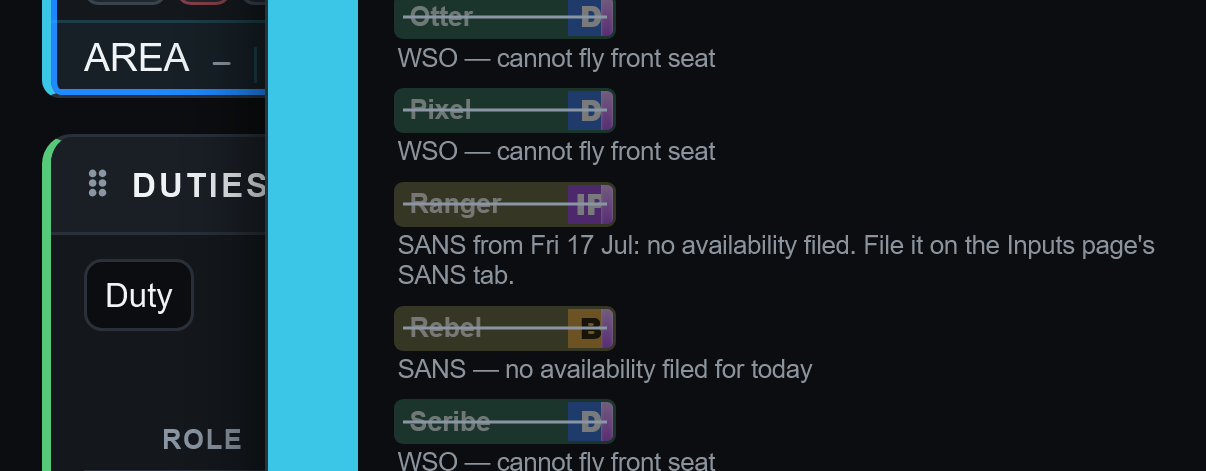 AREA –
DUTIES
Duty
ROLE
Otter D
WSO — cannot fly front seat
Pixel D
WSO — cannot fly front seat
Ranger IP
SANS from Fri 17 Jul: no availability filed. File it on the Inputs page's
SANS tab.
Rebel B
SANS — no availability filed for today
Scribe D
WSO — cannot fly front seat